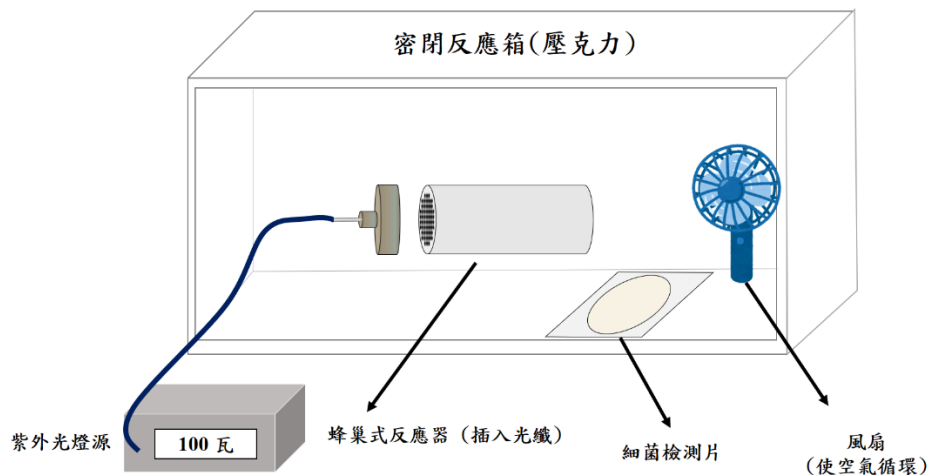 密閉反應箱(壓克力)
紫外光燈源
100 瓦
蜂巢式反應器 (插入光纖)
細菌檢測片
風扇
(使空氣循環)